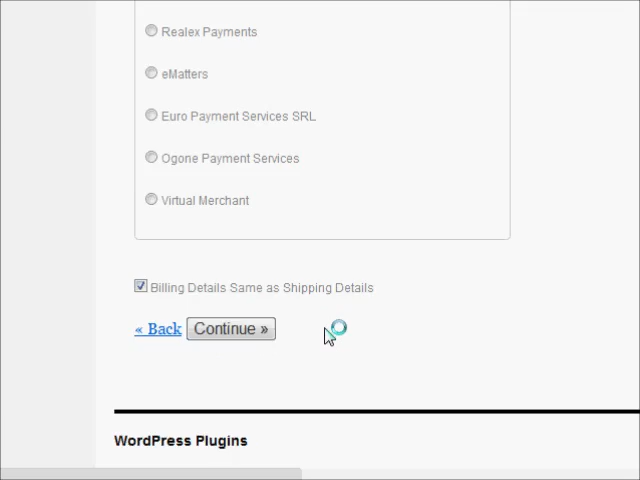 Realex Payments
eMatters
Euro Payment Services SRL
Ogone Payment Services
Virtual Merchant
Billing Details Same as Shipping Details
« Back Continue »
WordPress Plugins